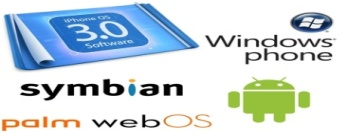 iPhone OS
3.0
Software
Windows
phone
symbian
palm webOS